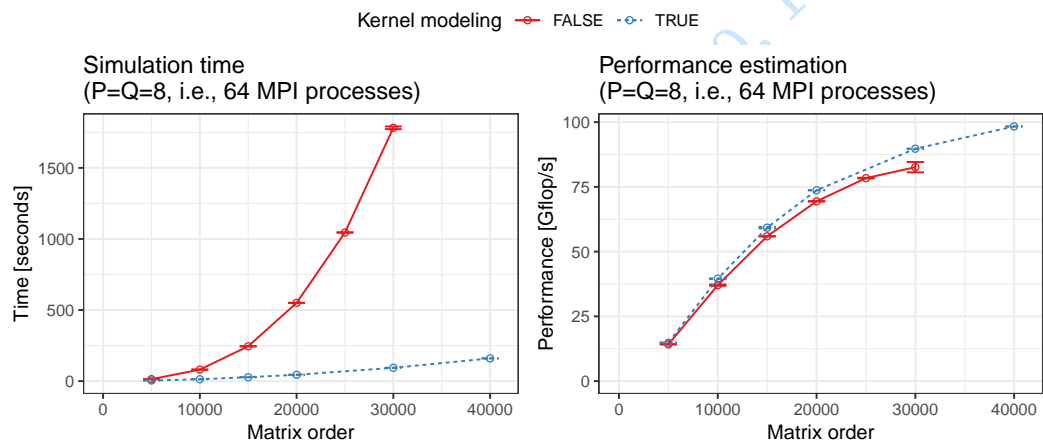 Kernel modeling FALSE TRUE
Simulation time
(P=Q=8, i.e., 64 MPI processes)
Time [seconds]
1500
1000
500
0
0 10000 20000 30000 40000
Matrix order
Performance estimation
(P=Q=8, i.e., 64 MPI processes)
Performance [Gflop/s]
100
75
50
25
0
0 10000 20000 30000 40000
Matrix order